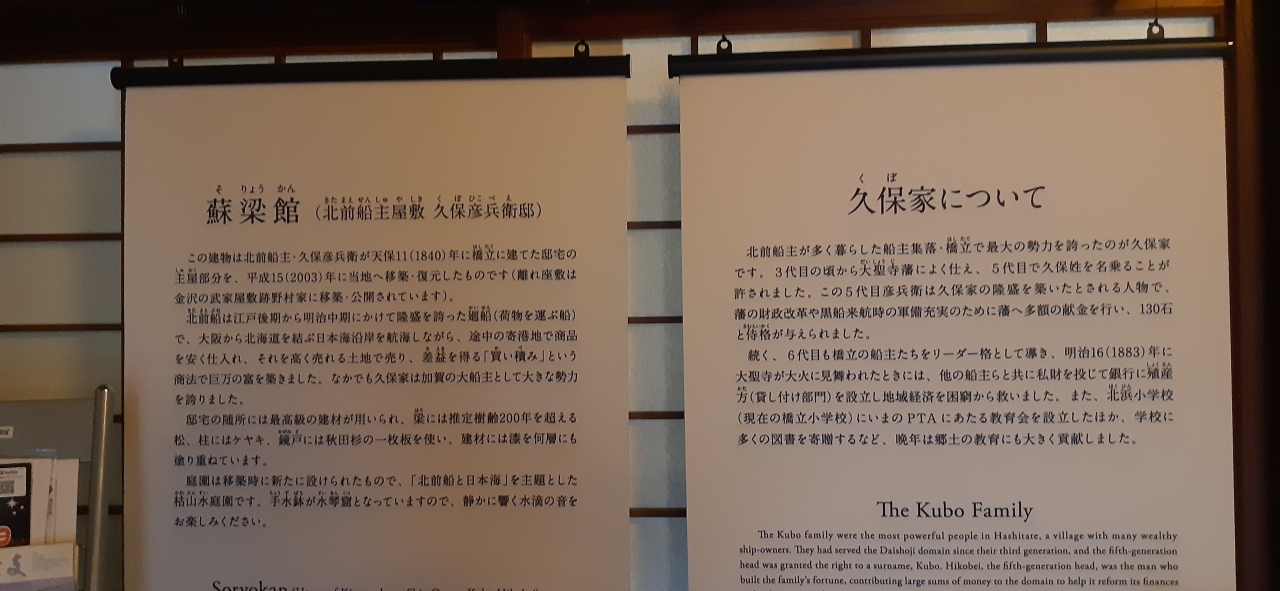 蘇梁館（北前船主屋敷 久保彦兵衛邸）
この建物は北前船主・久保彦兵衛が天保11(1840)年に橋立に建てた邸宅の
主屋部分を、平成15(2003)年に当地へ移築・復元したものです(離れ座敷は
金沢の武家屋敷跡野村家に移築・公開されています)。
北前船は江戸後期から明治中期にかけて隆盛を誇った廻船(荷物を運ぶ船)
で、大阪から北海道を結ぶ日本海沿岸を航海しながら、途中の寄港地で商品
を安く仕入れ、それを高く売れる土地で売り、差益を得る「買い積み」という
商法で巨万の富を築きました。なかでも久保家は加賀の大船主として大きな勢力
を誇りました。
邸宅の随所には最高級の建材が用いられ、梁には推定樹齢200年を超える
松、柱にはケヤキ、鏡戸には秋田杉の一枚板を使い、建材には漆を何層にも
塗り重ねています。
庭園は移築時に新たに設けられたもので、「北前船と日本海」を主題とした
枯山水庭園です。手水鉢が水琴窟となっていますので、静かに響く水滴の音を
お楽しみください。
久保家について
北前船主が多く暮らした船主集落・橋立で最大の勢力を誇ったのが久保家
です。3代目の頃から大聖寺藩によく仕え、5代目で久保姓を名乗ることが
許されました。この5代目彦兵衛は久保家の隆盛を築いたとされる人物で、
藩の財政改革や黒船来航時の軍備充実のために藩へ多額の献金を行い、130石
と侍格が与えられました。
続く、6代目も橋立の船主たちをリーダー格として導き、明治16(1883)年に
大聖寺が大火に見舞われたときには、他の船主らと共に私財を投じて銀行に殖産
方(貸し付け部門)を設立し地域経済を困窮から救いました。また、北浜小学校
(現在の橋立小学校)にいまのPTAにあたる教育会を設立したほか、学校に
多くの図書を寄贈するなど、晩年は郷土の教育にも大きく貢献しました。
The Kubo Family
The Kubo family were the most powerful people in Hashitate, a village with many wealthy
ship-owners. They had served the Daishoji domain since their third generation, and the fifth-generation
head was granted the right to a surname, Kubo. Hikobei, the fifth-generation head, was the man who
built the family's fortune, contributing large sums of money to the domain to help it reform its finances